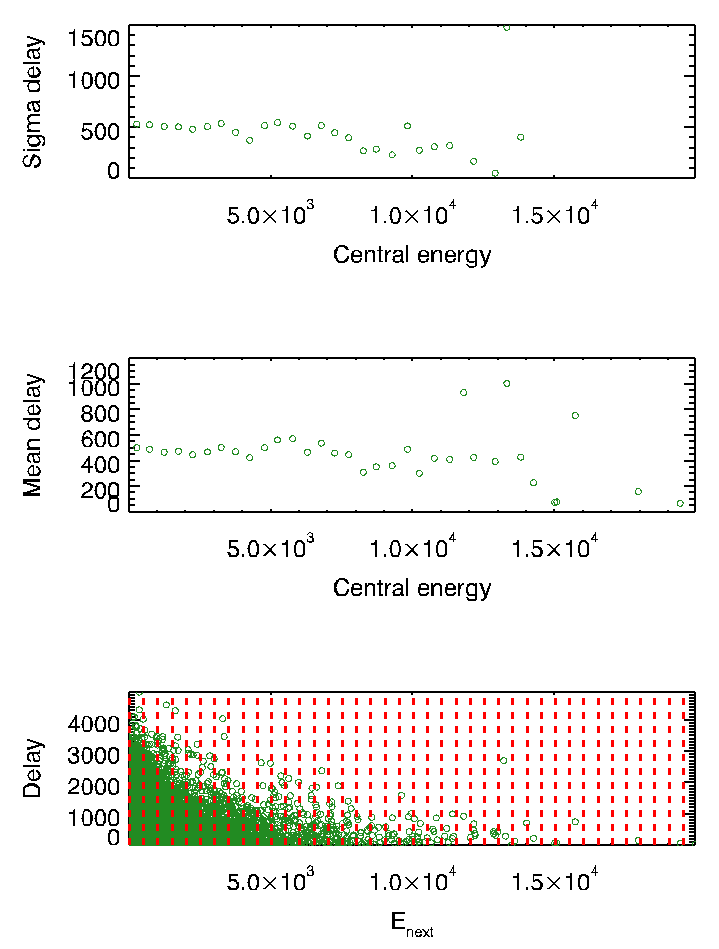 Sigma delay
1500
1000
500
0
5.0×10³ 1.0×10⁴ 1.5×10⁴
Central energy
Mean delay
1200
1000
800
600
400
200
0
5.0×10³ 1.0×10⁴ 1.5×10⁴
Central energy
Delay
4000
3000
2000
1000
0
5.0×10³ 1.0×10⁴ 1.5×10⁴
E_next